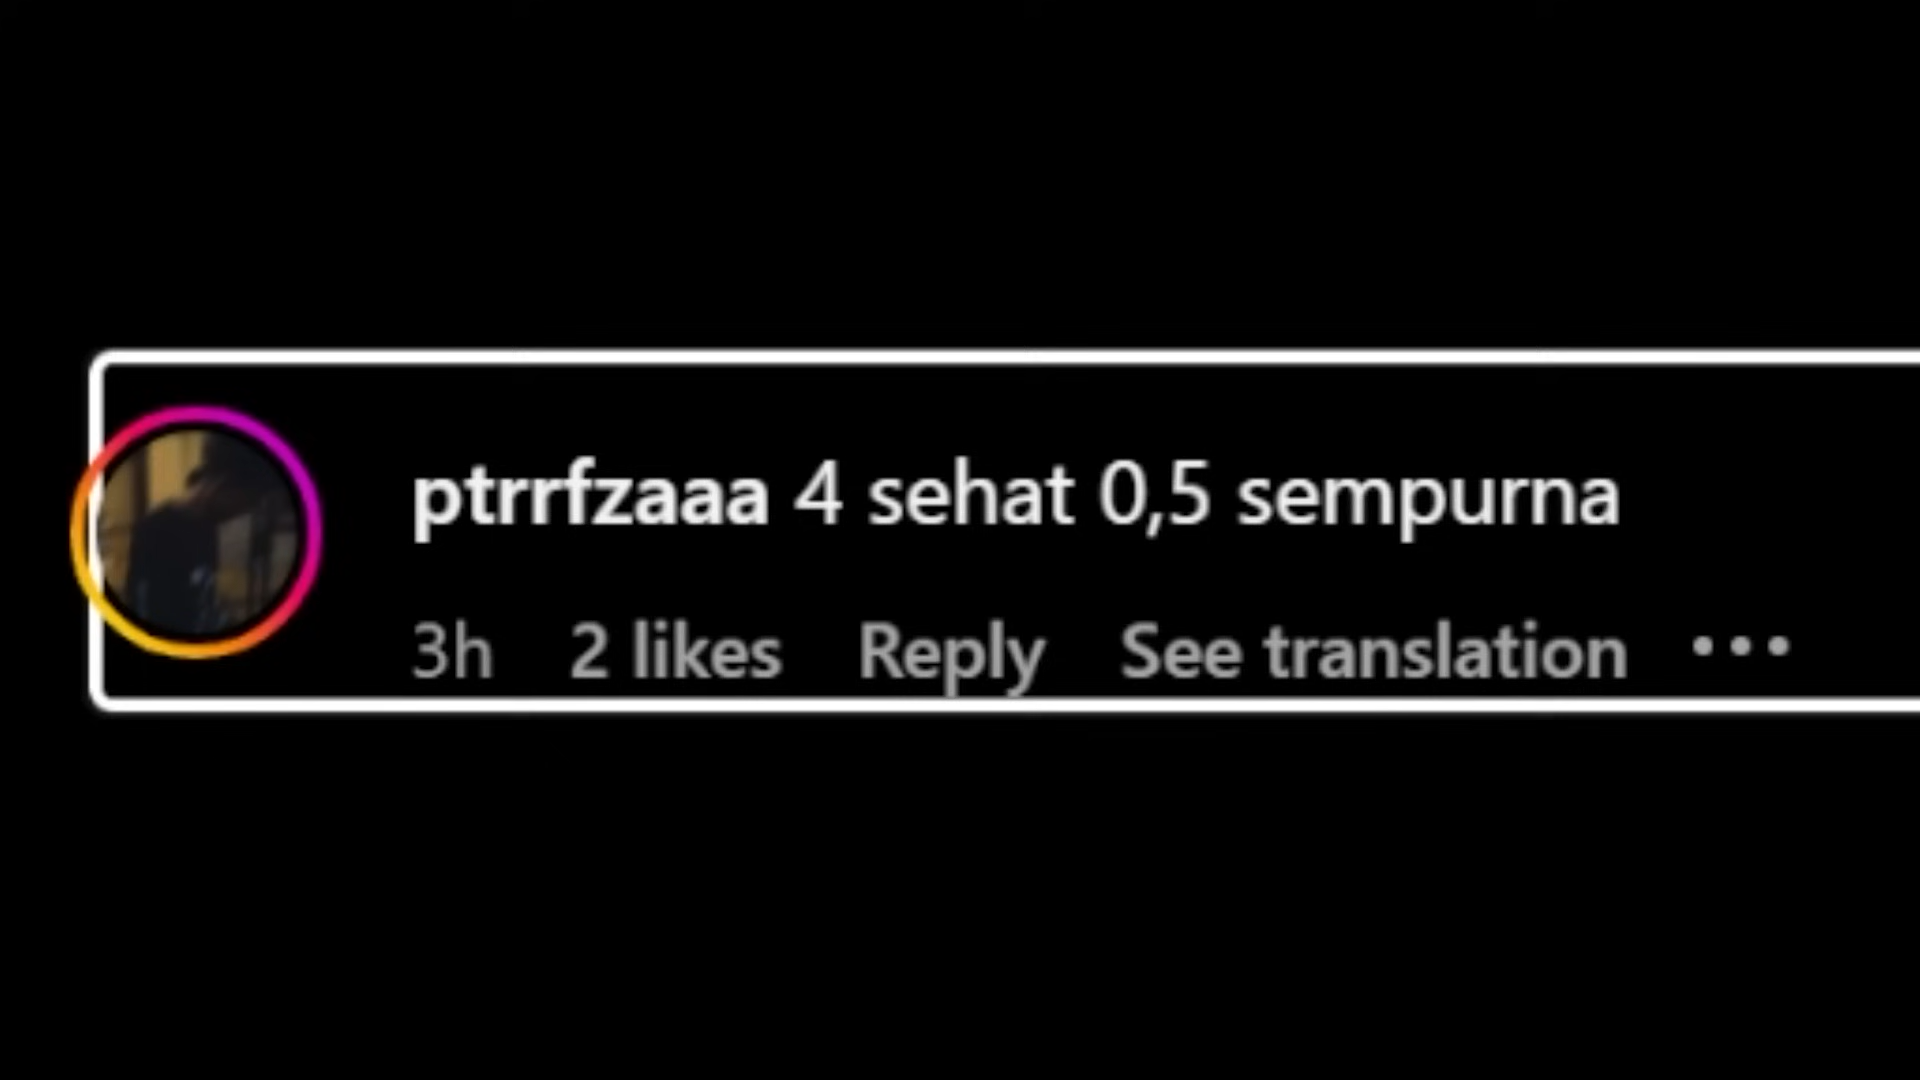 ptrrfzaaa 4 sehat 0,5 sempurna
3h 2 likes Reply See translation •••